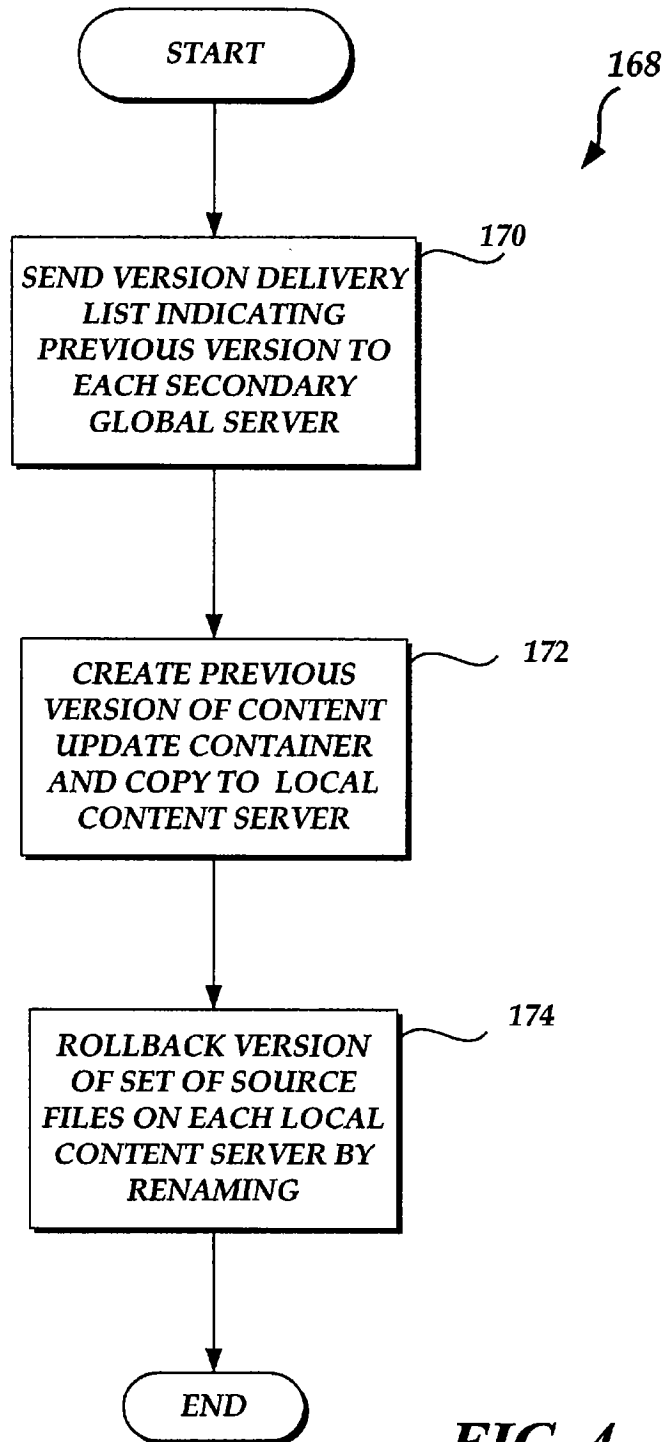 START
168
170
SEND VERSION DELIVERY
LIST INDICATING
PREVIOUS VERSION TO
EACH SECONDARY
GLOBAL SERVER
172
CREATE PREVIOUS
VERSION OF CONTENT
UPDATE CONTAINER
AND COPY TO LOCAL
CONTENT SERVER
174
ROLLBACK VERSION
OF SET OF SOURCE
FILES ON EACH LOCAL
CONTENT SERVER BY
RENAMING
END
FIG. 4